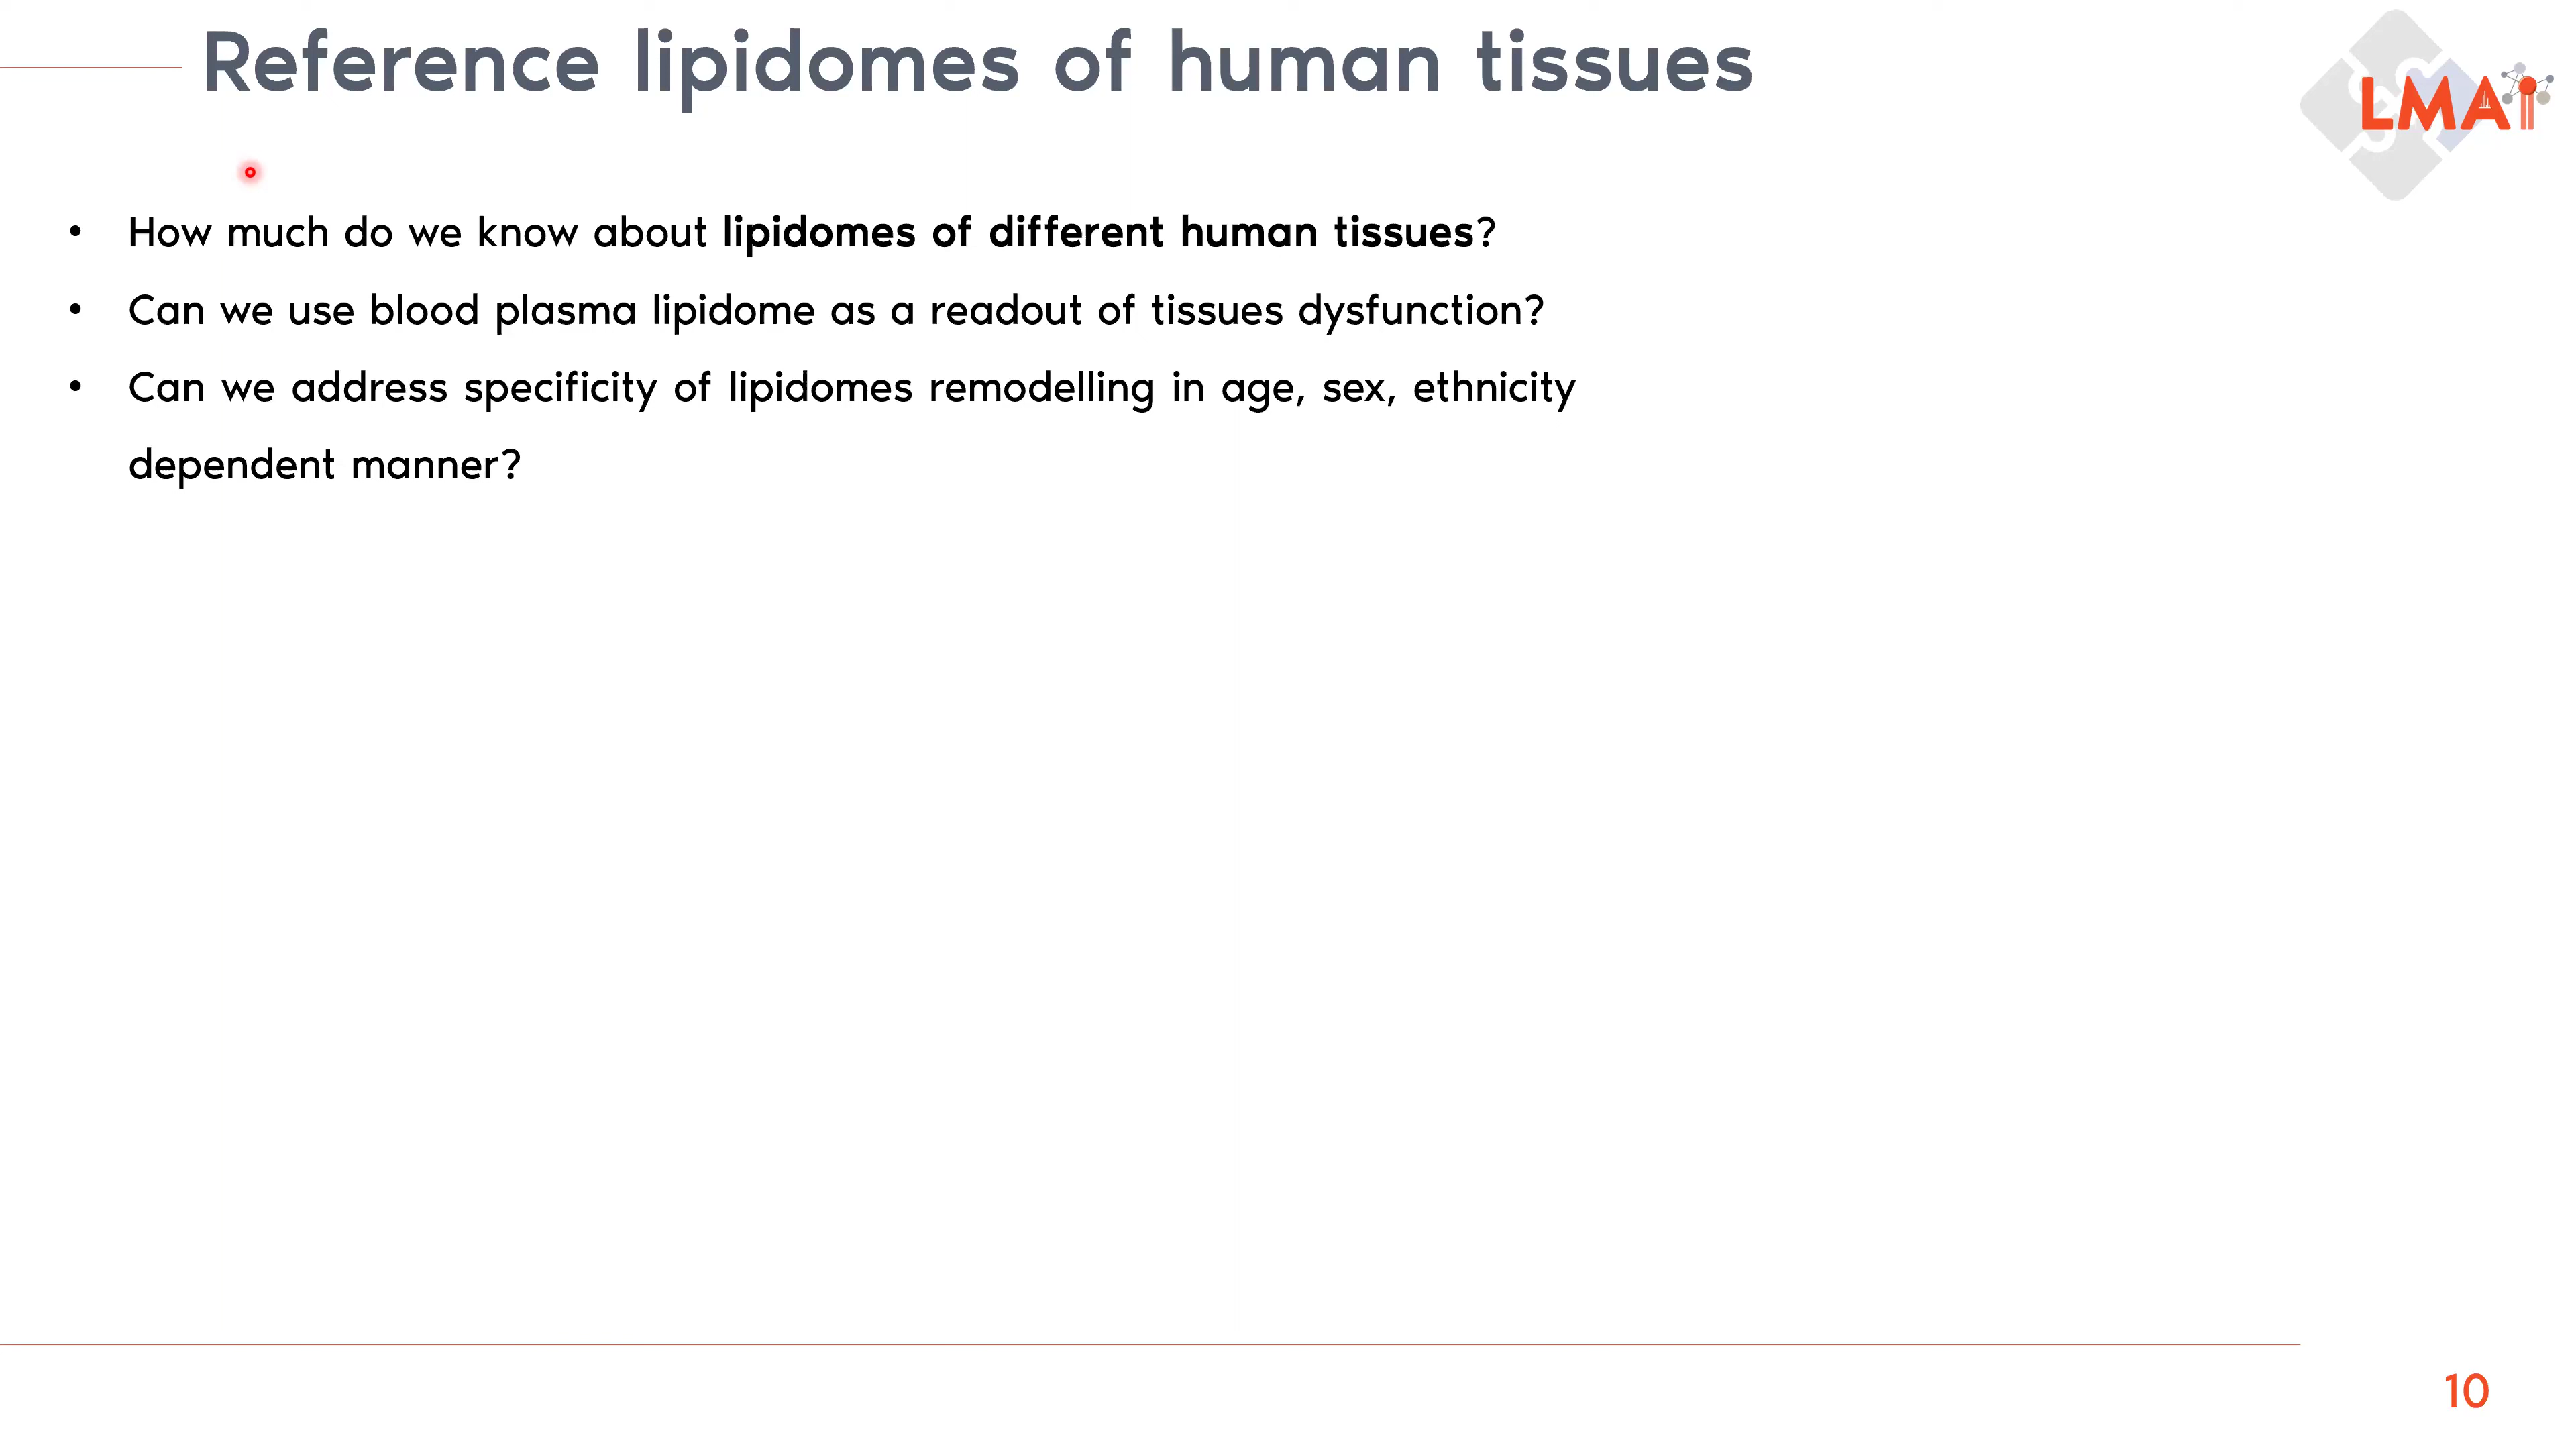 Reference lipidomes of human tissues
LMAI
• How much do we know about lipidomes of different human tissues?
• Can we use blood plasma lipidome as a readout of tissues dysfunction?
• Can we address specificity of lipidomes remodelling in age, sex, ethnicity
dependent manner?
10